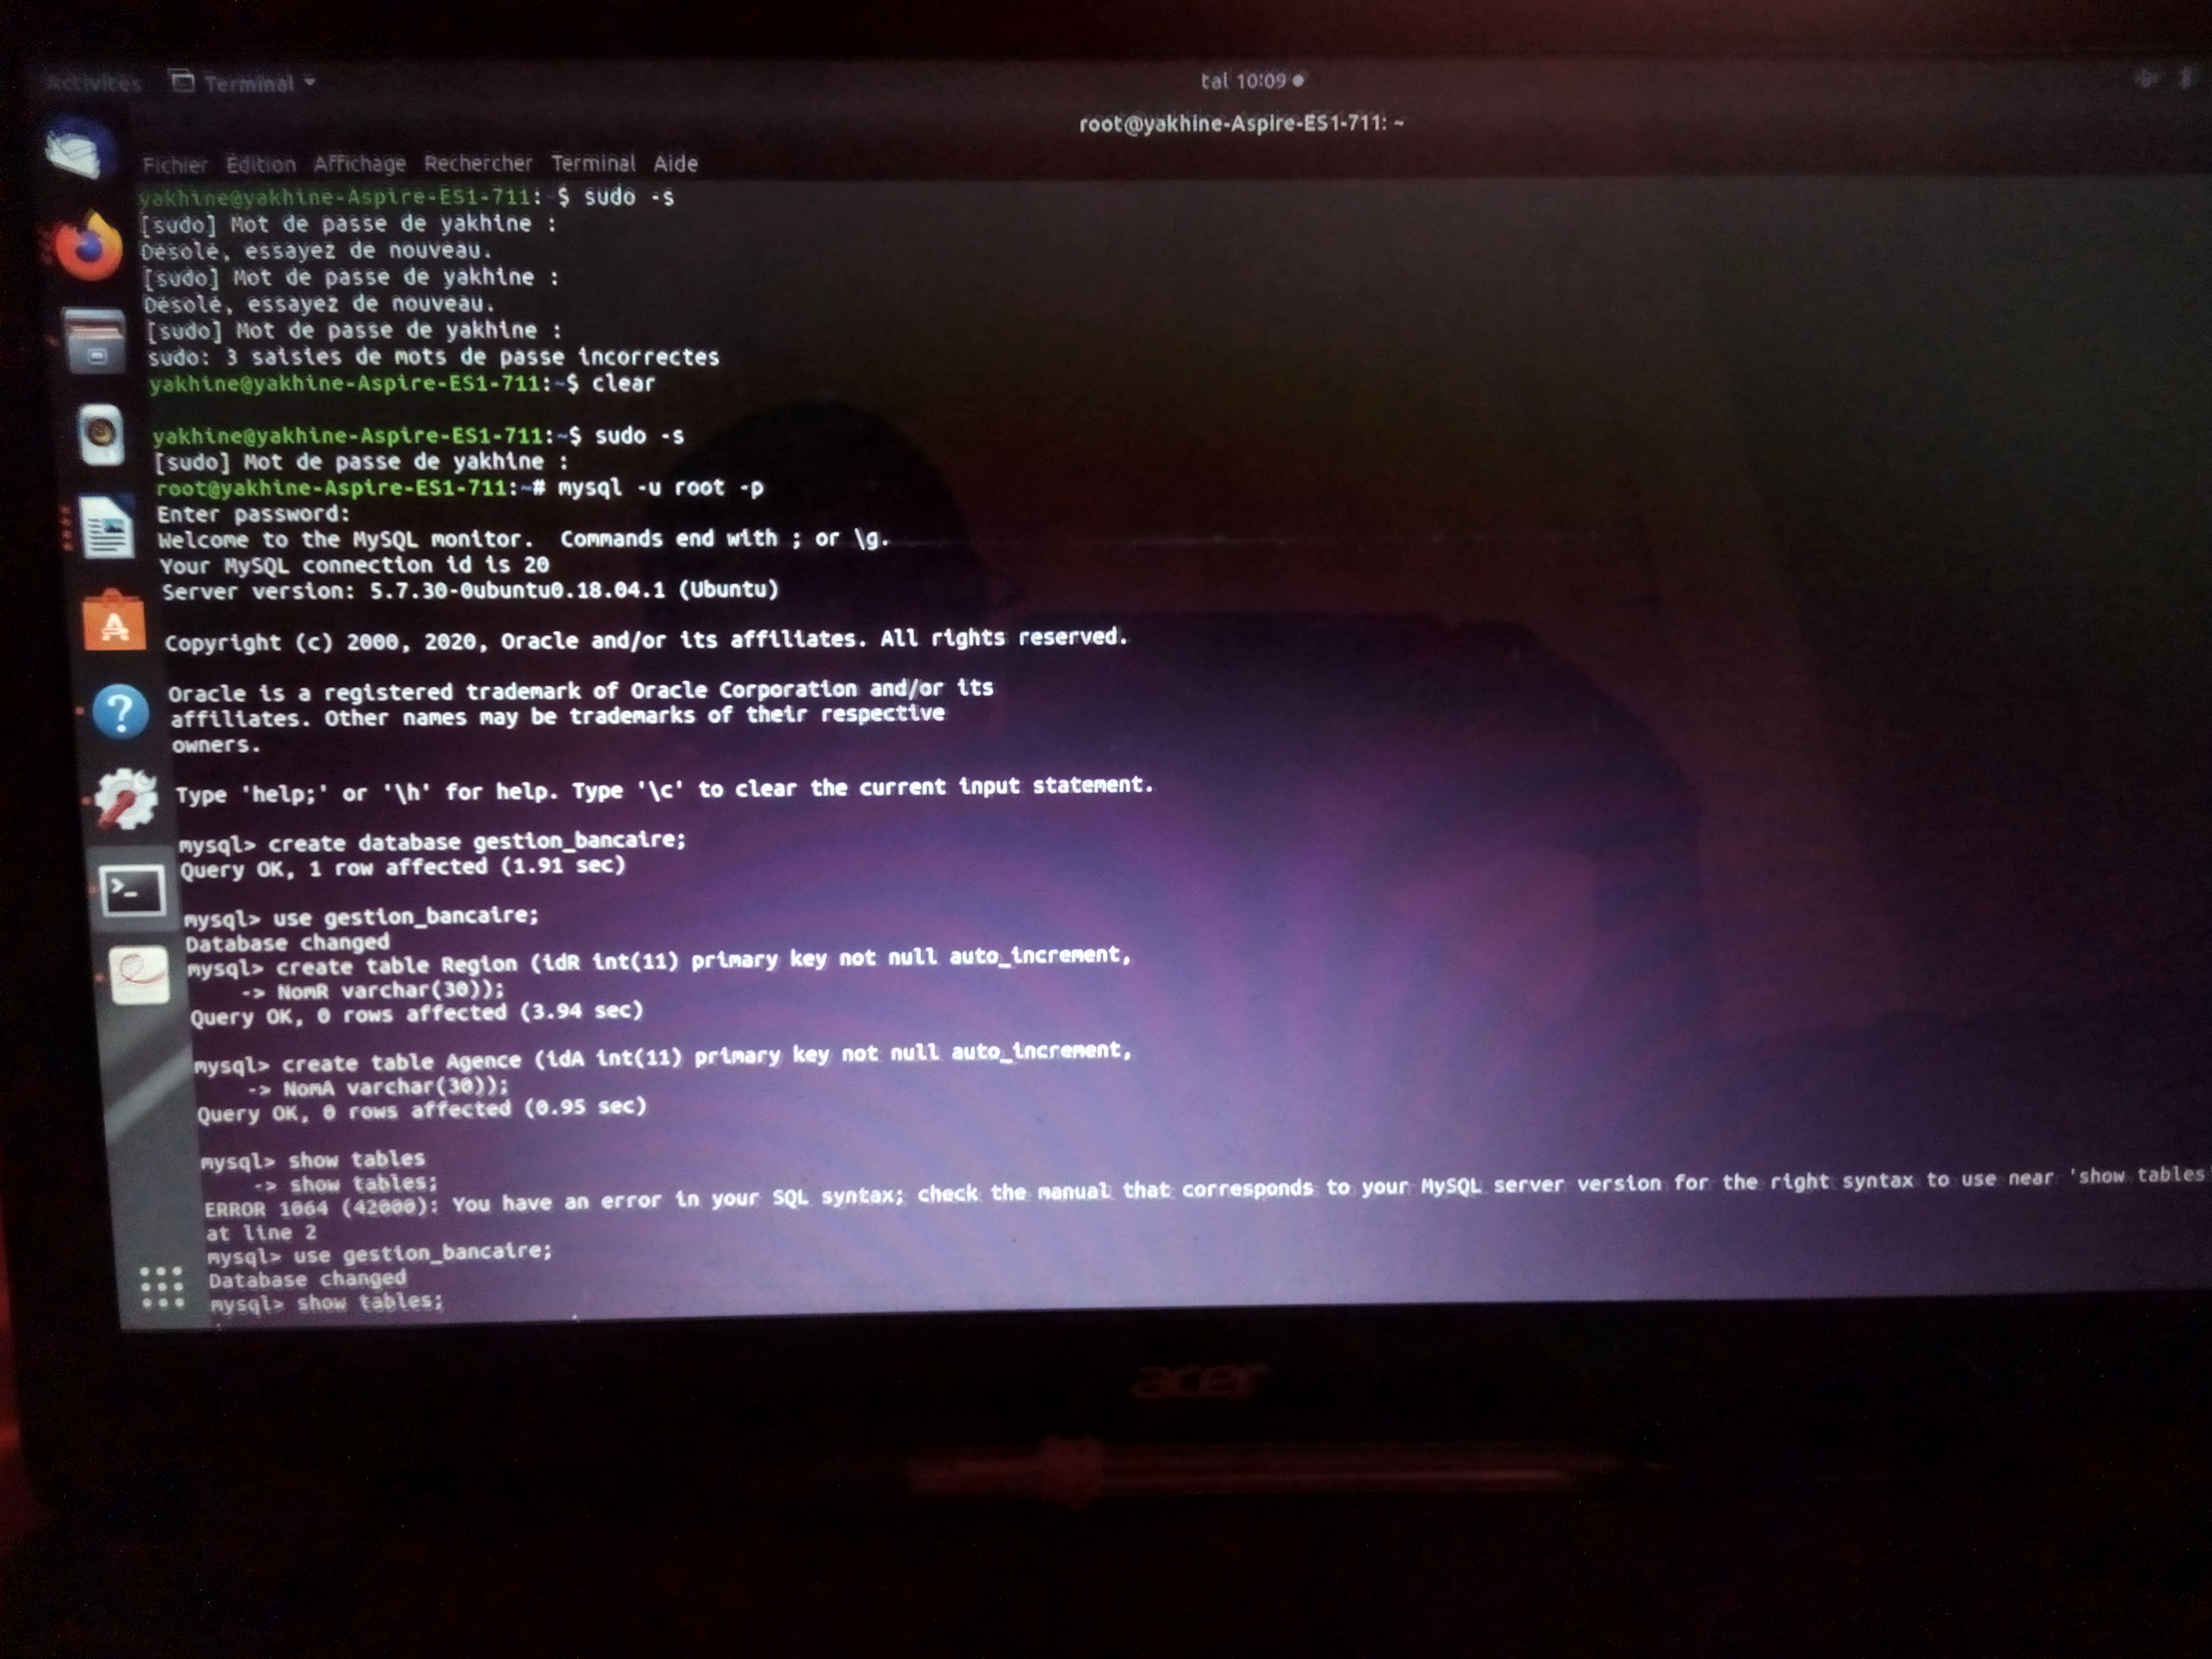 Activités Terminal tal 10:09
root@yakhine-Aspire-ES1-711: ~
Fichier Édition Affichage Rechercher Terminal Aide
yakhine@yakhine-Aspire-ES1-711:~$ sudo -s
[sudo] Mot de passe de yakhine :
Désolé, essayez de nouveau.
[sudo] Mot de passe de yakhine :
Désolé, essayez de nouveau.
[sudo] Mot de passe de yakhine :
sudo: 3 saisies de mots de passe incorrectes
yakhine@yakhine-Aspire-ES1-711:~$ clear
yakhine@yakhine-Aspire-ES1-711:~$ sudo -s
[sudo] Mot de passe de yakhine :
root@yakhine-Aspire-ES1-711:~# mysql -u root -p
Enter password:
Welcome to the MySQL monitor.  Commands end with ; or \g.
Your MySQL connection id is 20
Server version: 5.7.30-0ubuntu0.18.04.1 (Ubuntu)
Copyright (c) 2000, 2020, Oracle and/or its affiliates. All rights reserved.
Oracle is a registered trademark of Oracle Corporation and/or its
affiliates. Other names may be trademarks of their respective
owners.
Type 'help;' or '\h' for help. Type '\c' to clear the current input statement.
mysql> create database gestion_bancaire;
Query OK, 1 row affected (1.91 sec)
mysql> use gestion_bancaire;
Database changed
mysql> create table Region (idR int(11) primary key not null auto_increment,
-> NomR varchar(30));
Query OK, 0 rows affected (3.94 sec)
mysql> create table Agence (idA int(11) primary key not null auto_increment,
-> NomA varchar(30));
Query OK, 0 rows affected (0.95 sec)
mysql> show tables
-> show tables;
ERROR 1064 (42000): You have an error in your SQL syntax; check the manual that corresponds to your MySQL server version for the right syntax to use near 'show tables
at line 2
mysql> use gestion_bancaire;
Database changed
mysql> show tables;
acer